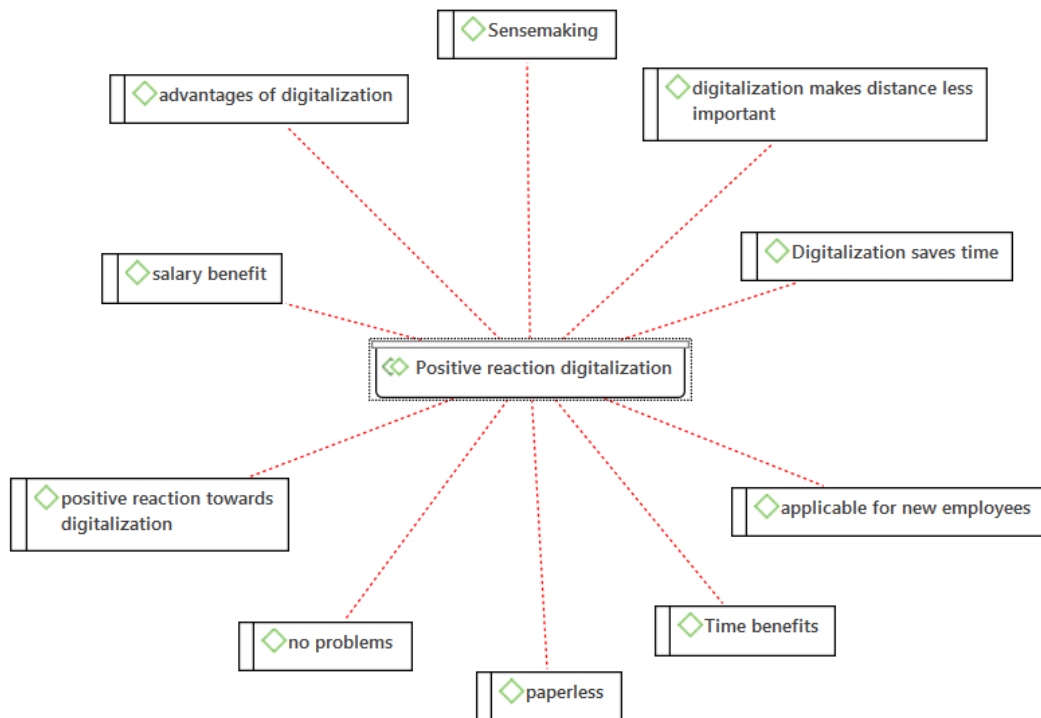 Sensemaking
advantages of digitalization
digitalization makes distance less
important
salary benefit
Digitalization saves time
Positive reaction digitalization
positive reaction towards
digitalization
applicable for new employees
no problems
Time benefits
paperless